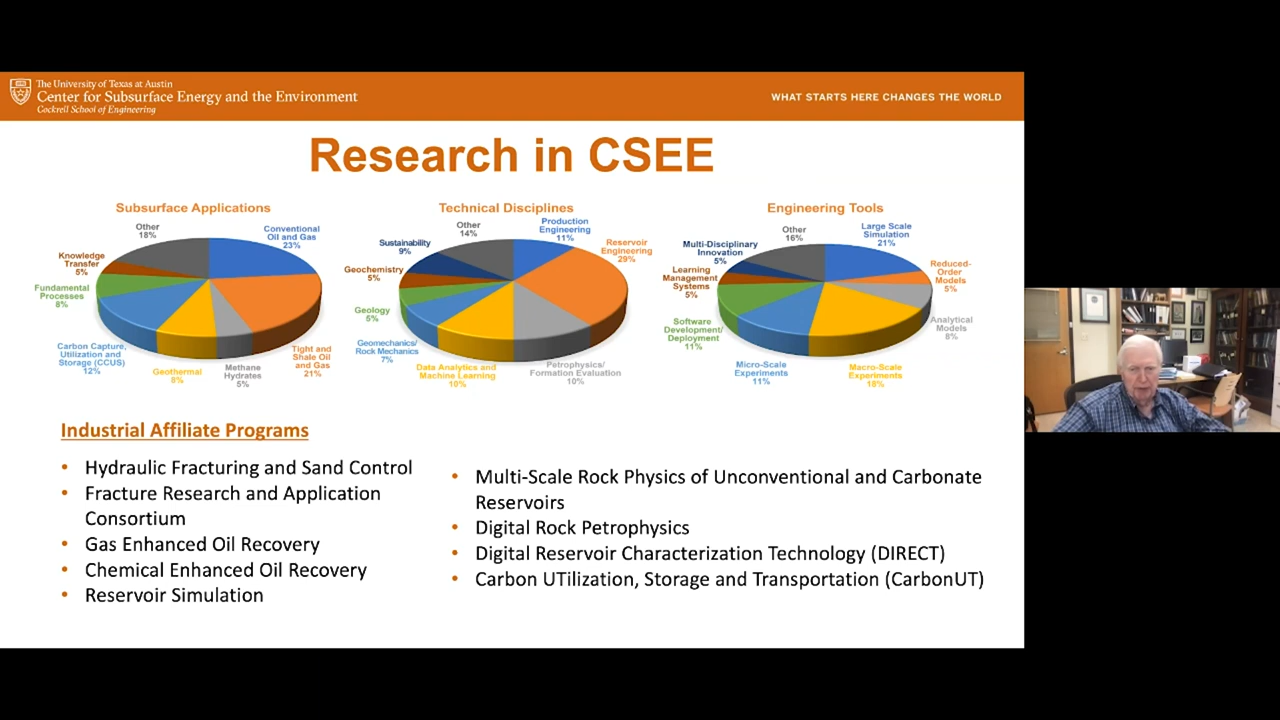 The University of Texas at Austin
Center for Subsurface Energy and the Environment
Cockrell School of Engineering
WHAT STARTS HERE CHANGES THE WORLD
Research in CSEE
Subsurface Applications
Other
18%
Conventional
Oil and Gas
23%
Knowledge
Transfer
5%
Fundamental
Processes
8%
Carbon Capture,
Utilization and
Storage (CCUS)
12%
Geothermal
8%
Methane
Hydrates
5%
Tight and
Shale Oil
and Gas
21%
Technical Disciplines
Other
14%
Production
Engineering
11%
Sustainability
9%
Reservoir
Engineering
29%
Geochemistry
5%
Geology
5%
Geomechanics/
Rock Mechanics
7%
Data Analytics and
Machine Learning
10%
Petrophysics/
Formation Evaluation
10%
Engineering Tools
Other
16%
Large Scale
Simulation
21%
Multi-Disciplinary
Innovation
5%
Reduced-
Order
Models
5%
Learning
Management
Systems
5%
Analytical
Models
8%
Software
Development/
Deployment
11%
Micro-Scale
Experiments
11%
Macro-Scale
Experiments
18%
Industrial Affiliate Programs
• Hydraulic Fracturing and Sand Control
• Fracture Research and Application
Consortium
• Gas Enhanced Oil Recovery
• Chemical Enhanced Oil Recovery
• Reservoir Simulation
• Multi-Scale Rock Physics of Unconventional and Carbonate
Reservoirs
• Digital Rock Petrophysics
• Digital Reservoir Characterization Technology (DIRECT)
• Carbon UTilization, Storage and Transportation (CarbonUT)